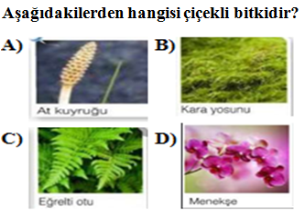 Aşağıdakilerden hangisi çiçekli bitkidir?
A)
B)
At kuyruğu
Kara yosunu
C)
D)
Eğrelti otu
Menekşe